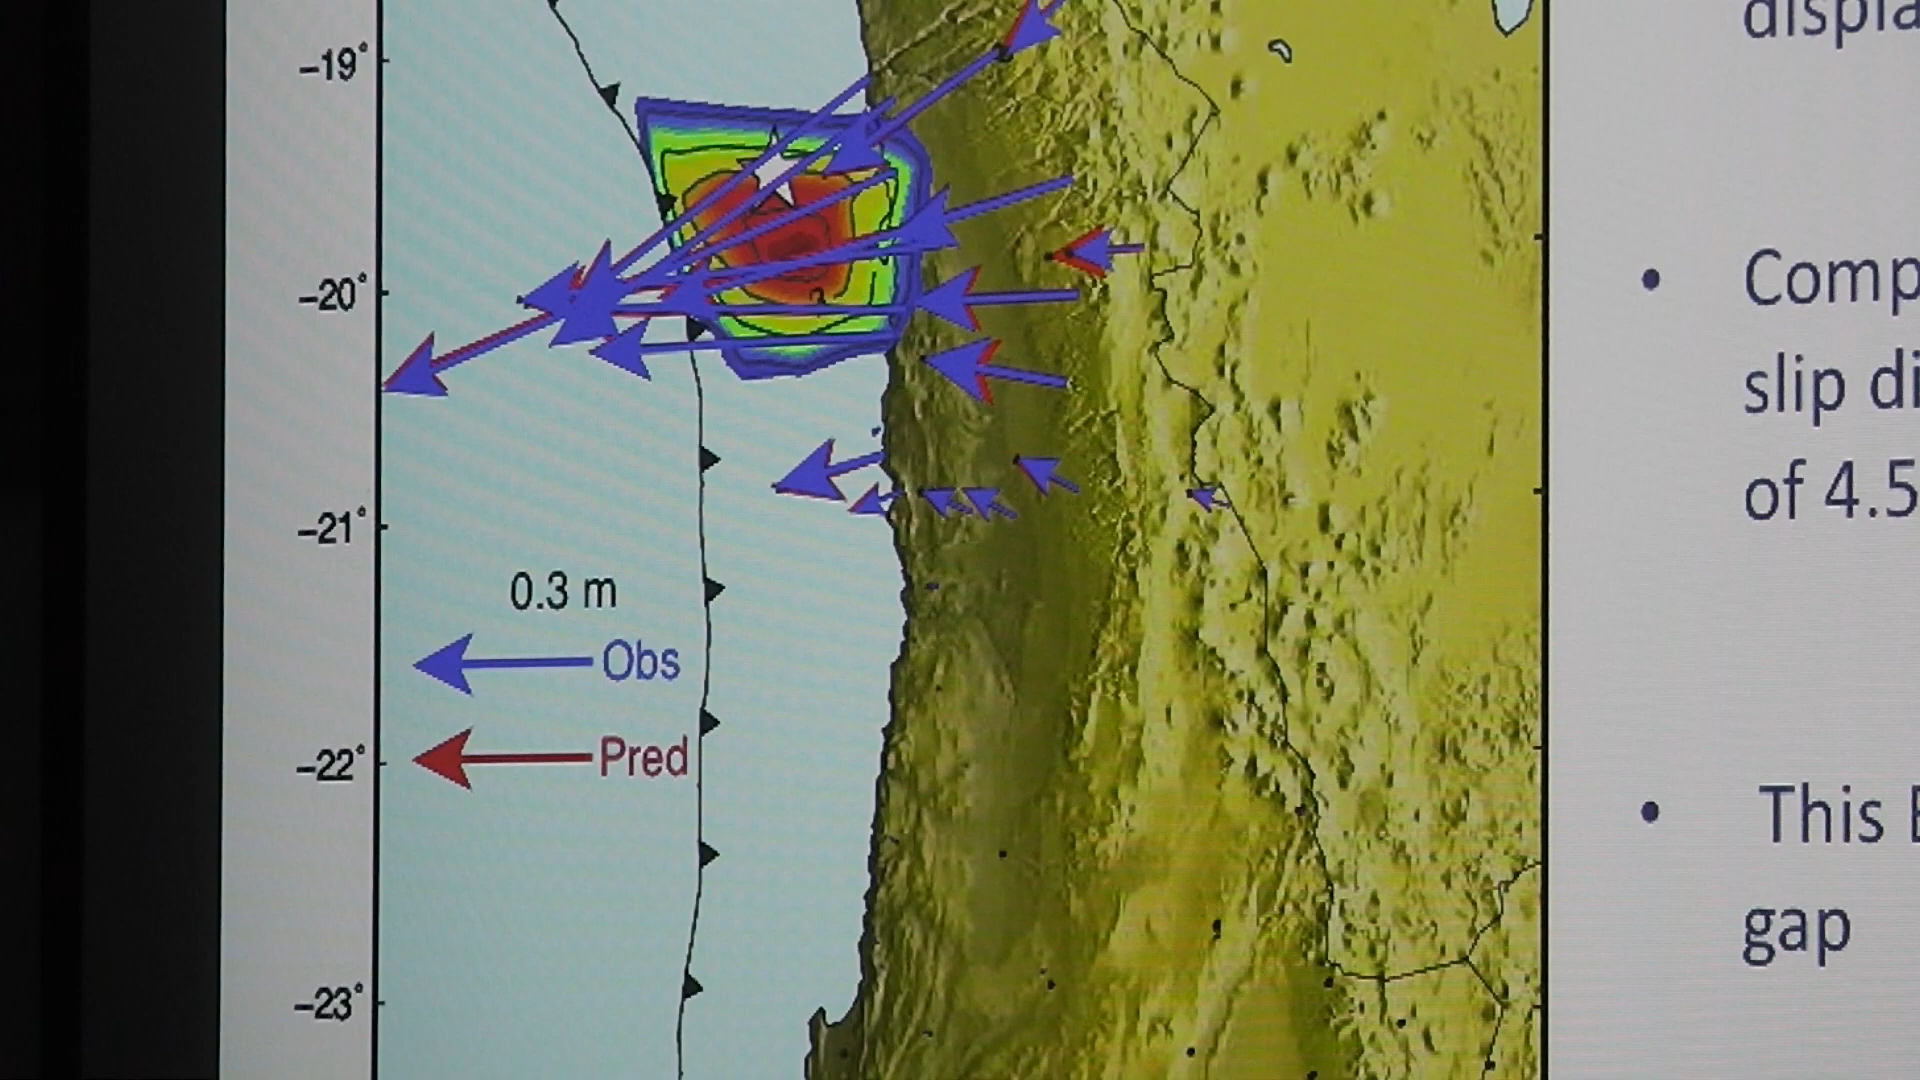 −19°
−20°
−21°
−22°
−23°
0.3 m
Obs
Pred
displa
• Comp
slip di
of 4.5
• This E
gap